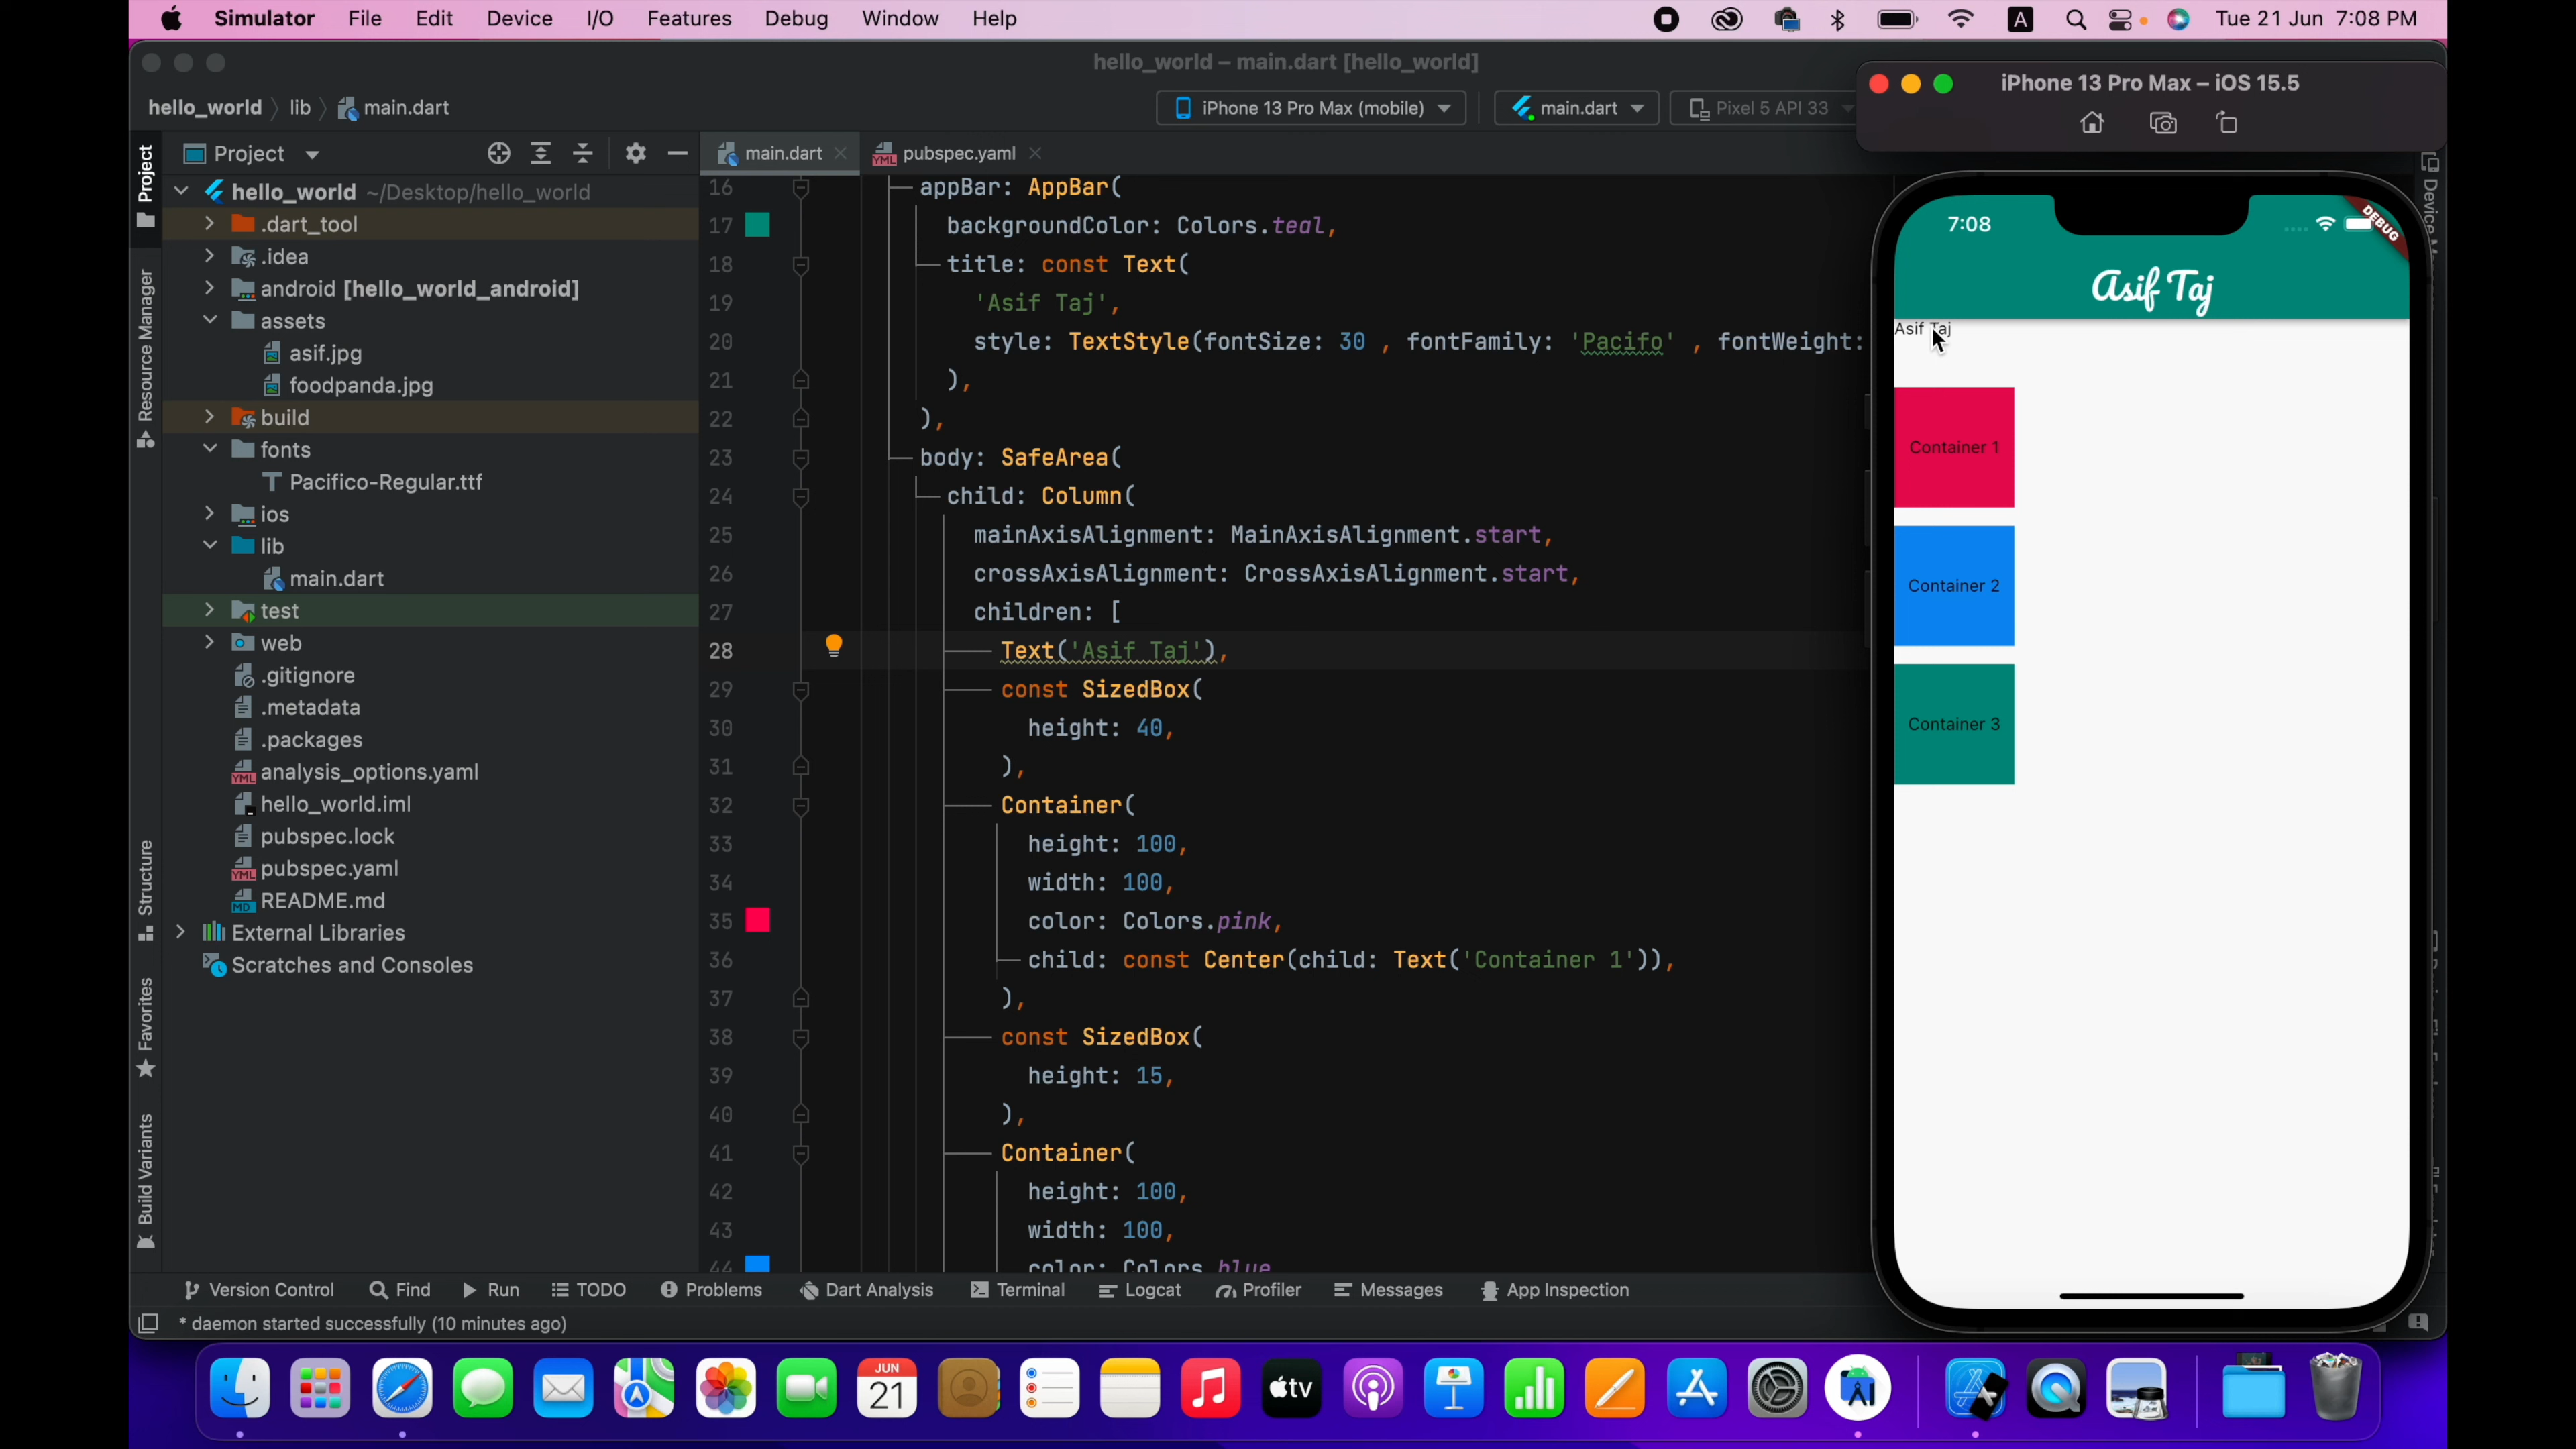 Simulator File Edit Device I/O Features Debug Window Help A Tue 21 Jun 7:08 PM
hello_world – main.dart [hello_world]
iPhone 13 Pro Max – iOS 15.5
hello_world lib main.dart
iPhone 13 Pro Max (mobile) main.dart Pixel 5 API 33
Project
Project
main.dart
YML pubspec.yaml
hello_world ~/Desktop/hello_world
.dart_tool
.idea
android [hello_world_android]
assets
asif.jpg
foodpanda.jpg
build
fonts
Pacifico-Regular.ttf
ios
lib
main.dart
test
web
.gitignore
.metadata
.packages
YML analysis_options.yaml
hello_world.iml
pubspec.lock
YML pubspec.yaml
MD README.md
External Libraries
Scratches and Consoles
Resource Manager
Structure
Favorites
Build Variants
16 appBar: AppBar(
17 backgroundColor: Colors.teal,
18 title: const Text(
19 'Asif Taj',
20 style: TextStyle(fontSize: 30 , fontFamily: 'Pacifo' , fontWeight:
21 ),
22 ),
23 body: SafeArea(
24 child: Column(
25 mainAxisAlignment: MainAxisAlignment.start,
26 crossAxisAlignment: CrossAxisAlignment.start,
27 children: [
28 Text('Asif Taj'),
29 const SizedBox(
30 height: 40,
31 ),
32 Container(
33 height: 100,
34 width: 100,
35 color: Colors.pink,
36 child: const Center(child: Text('Container 1')),
37 ),
38 const SizedBox(
39 height: 15,
40 ),
41 Container(
42 height: 100,
43 width: 100,
44 color: Colors.blue
7:08
DEBUG
Asif Taj
Asif Taj
Container 1
Container 2
Container 3
Version Control Find Run TODO Problems Dart Analysis Terminal Logcat Profiler Messages App Inspection
* daemon started successfully (10 minutes ago)
JUN
21
tv